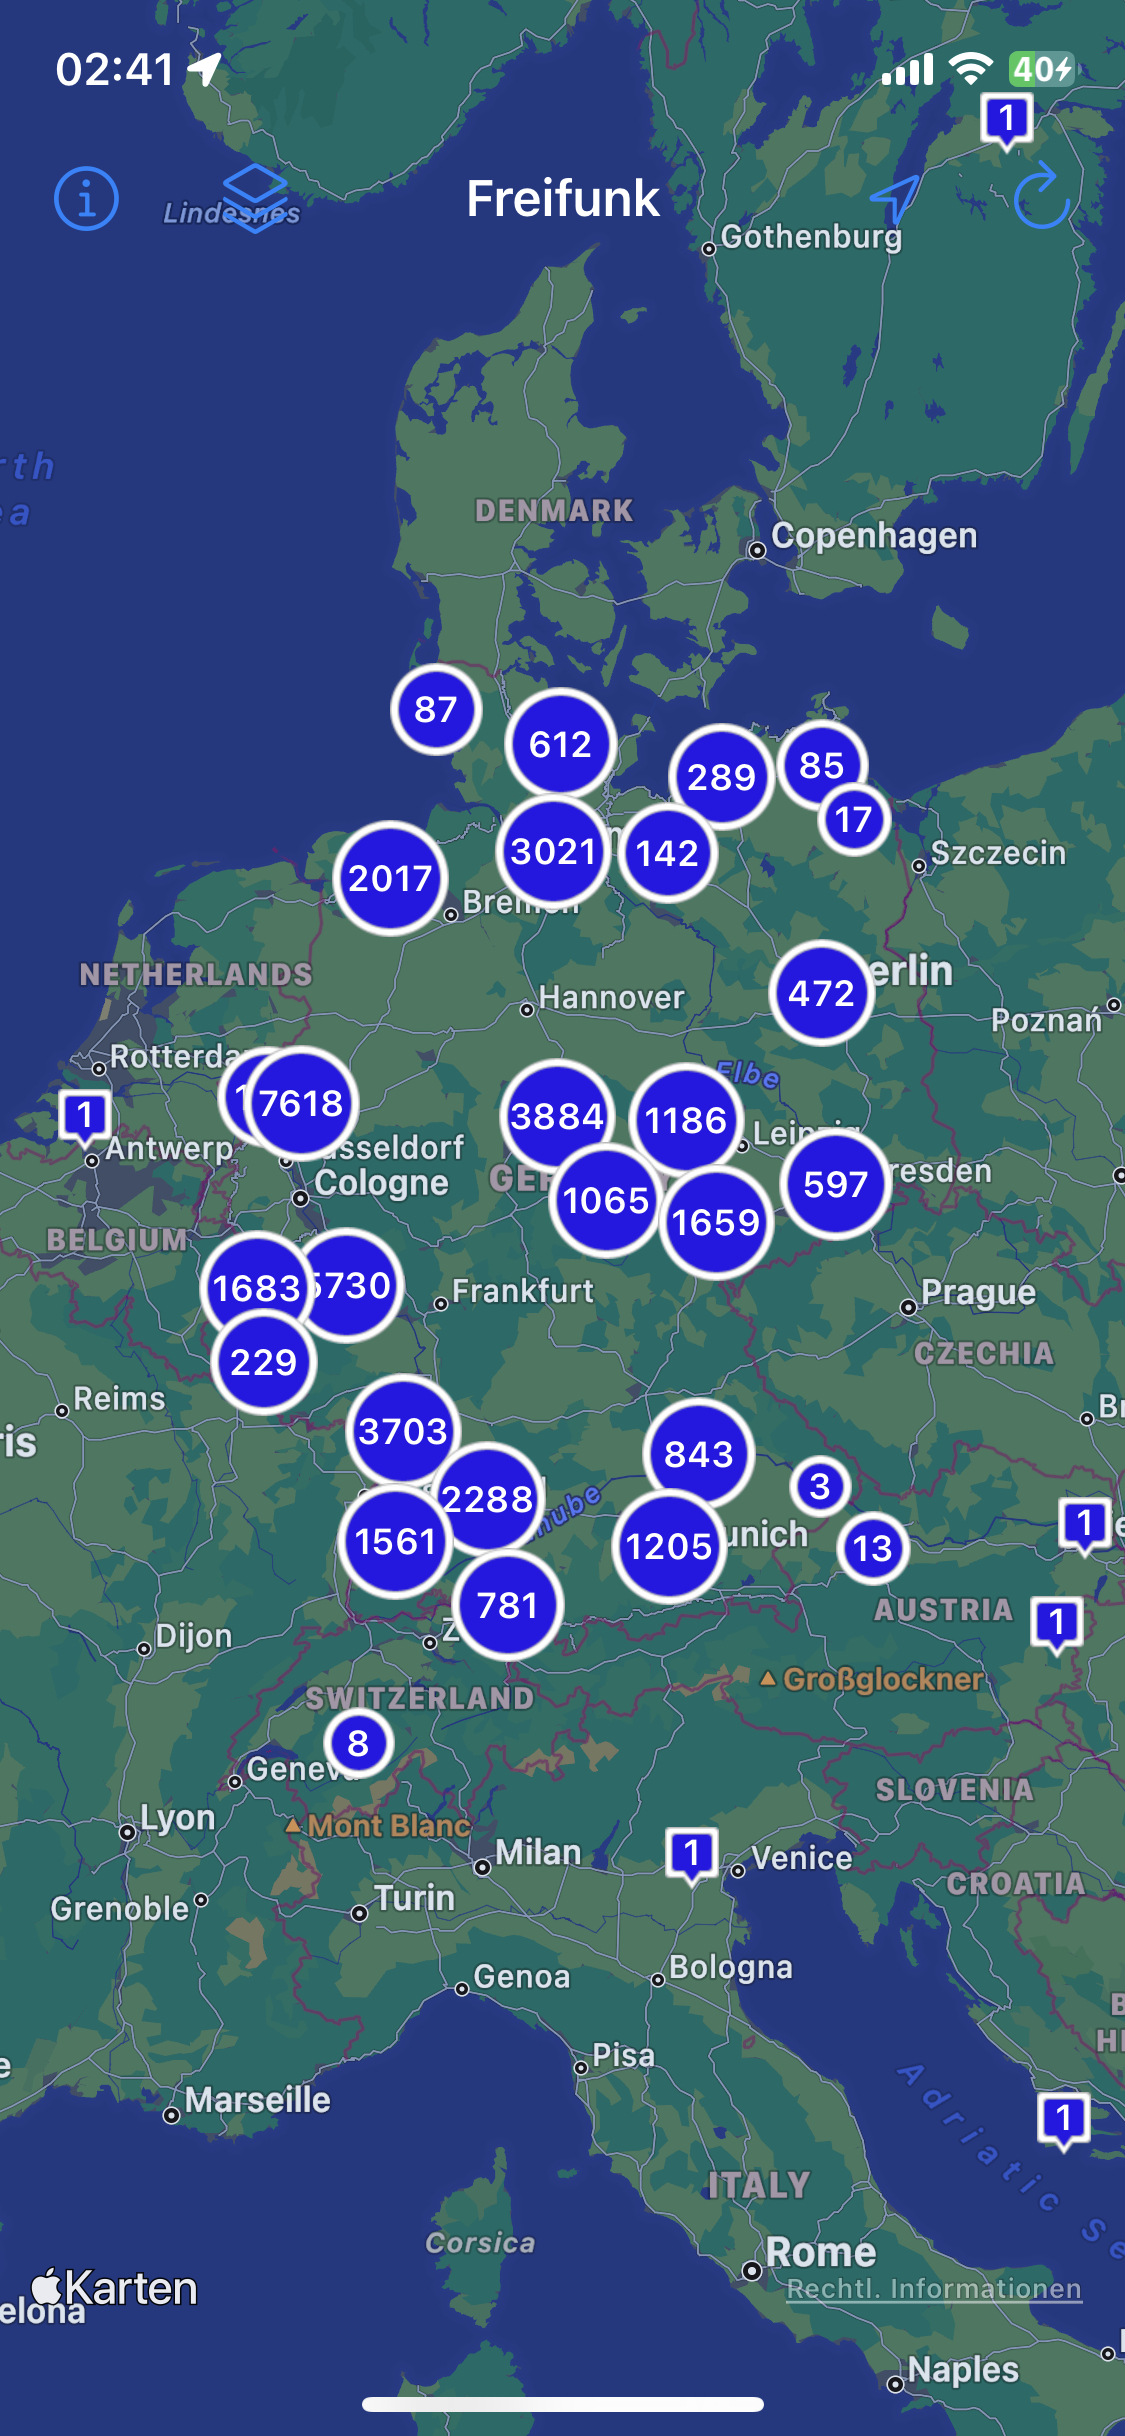 02:41
40
1
Lindesnes
Freifunk
Gothenburg
DENMARK
Copenhagen
87
612
289
85
17
3021
142
Szczecin
2017
Bremen
NETHERLANDS
472
erlin
Hannover
Poznań
Rotterda
Elbe
7618
1
3884
1186
Leipzig
Antwerp
sseldorf
Cologne
1065
597
resden
1659
BELGIUM
1683
5730
Frankfurt
Prague
229
CZECHIA
Reims
3703
ris
843
3
2288
nube
1561
1205
unich
13
1
781
AUSTRIA
1
Dijon
Z
Großglockner
SWITZERLAND
8
Geneva
SLOVENIA
Lyon
Mont Blanc
Milan
1
Venice
CROATIA
Grenoble
Turin
Genoa
Bologna
Pisa
Marseille
Adriatic Se
1
ITALY
Corsica
Rome
Karten
Rechtl. Informationen
elona
Naples